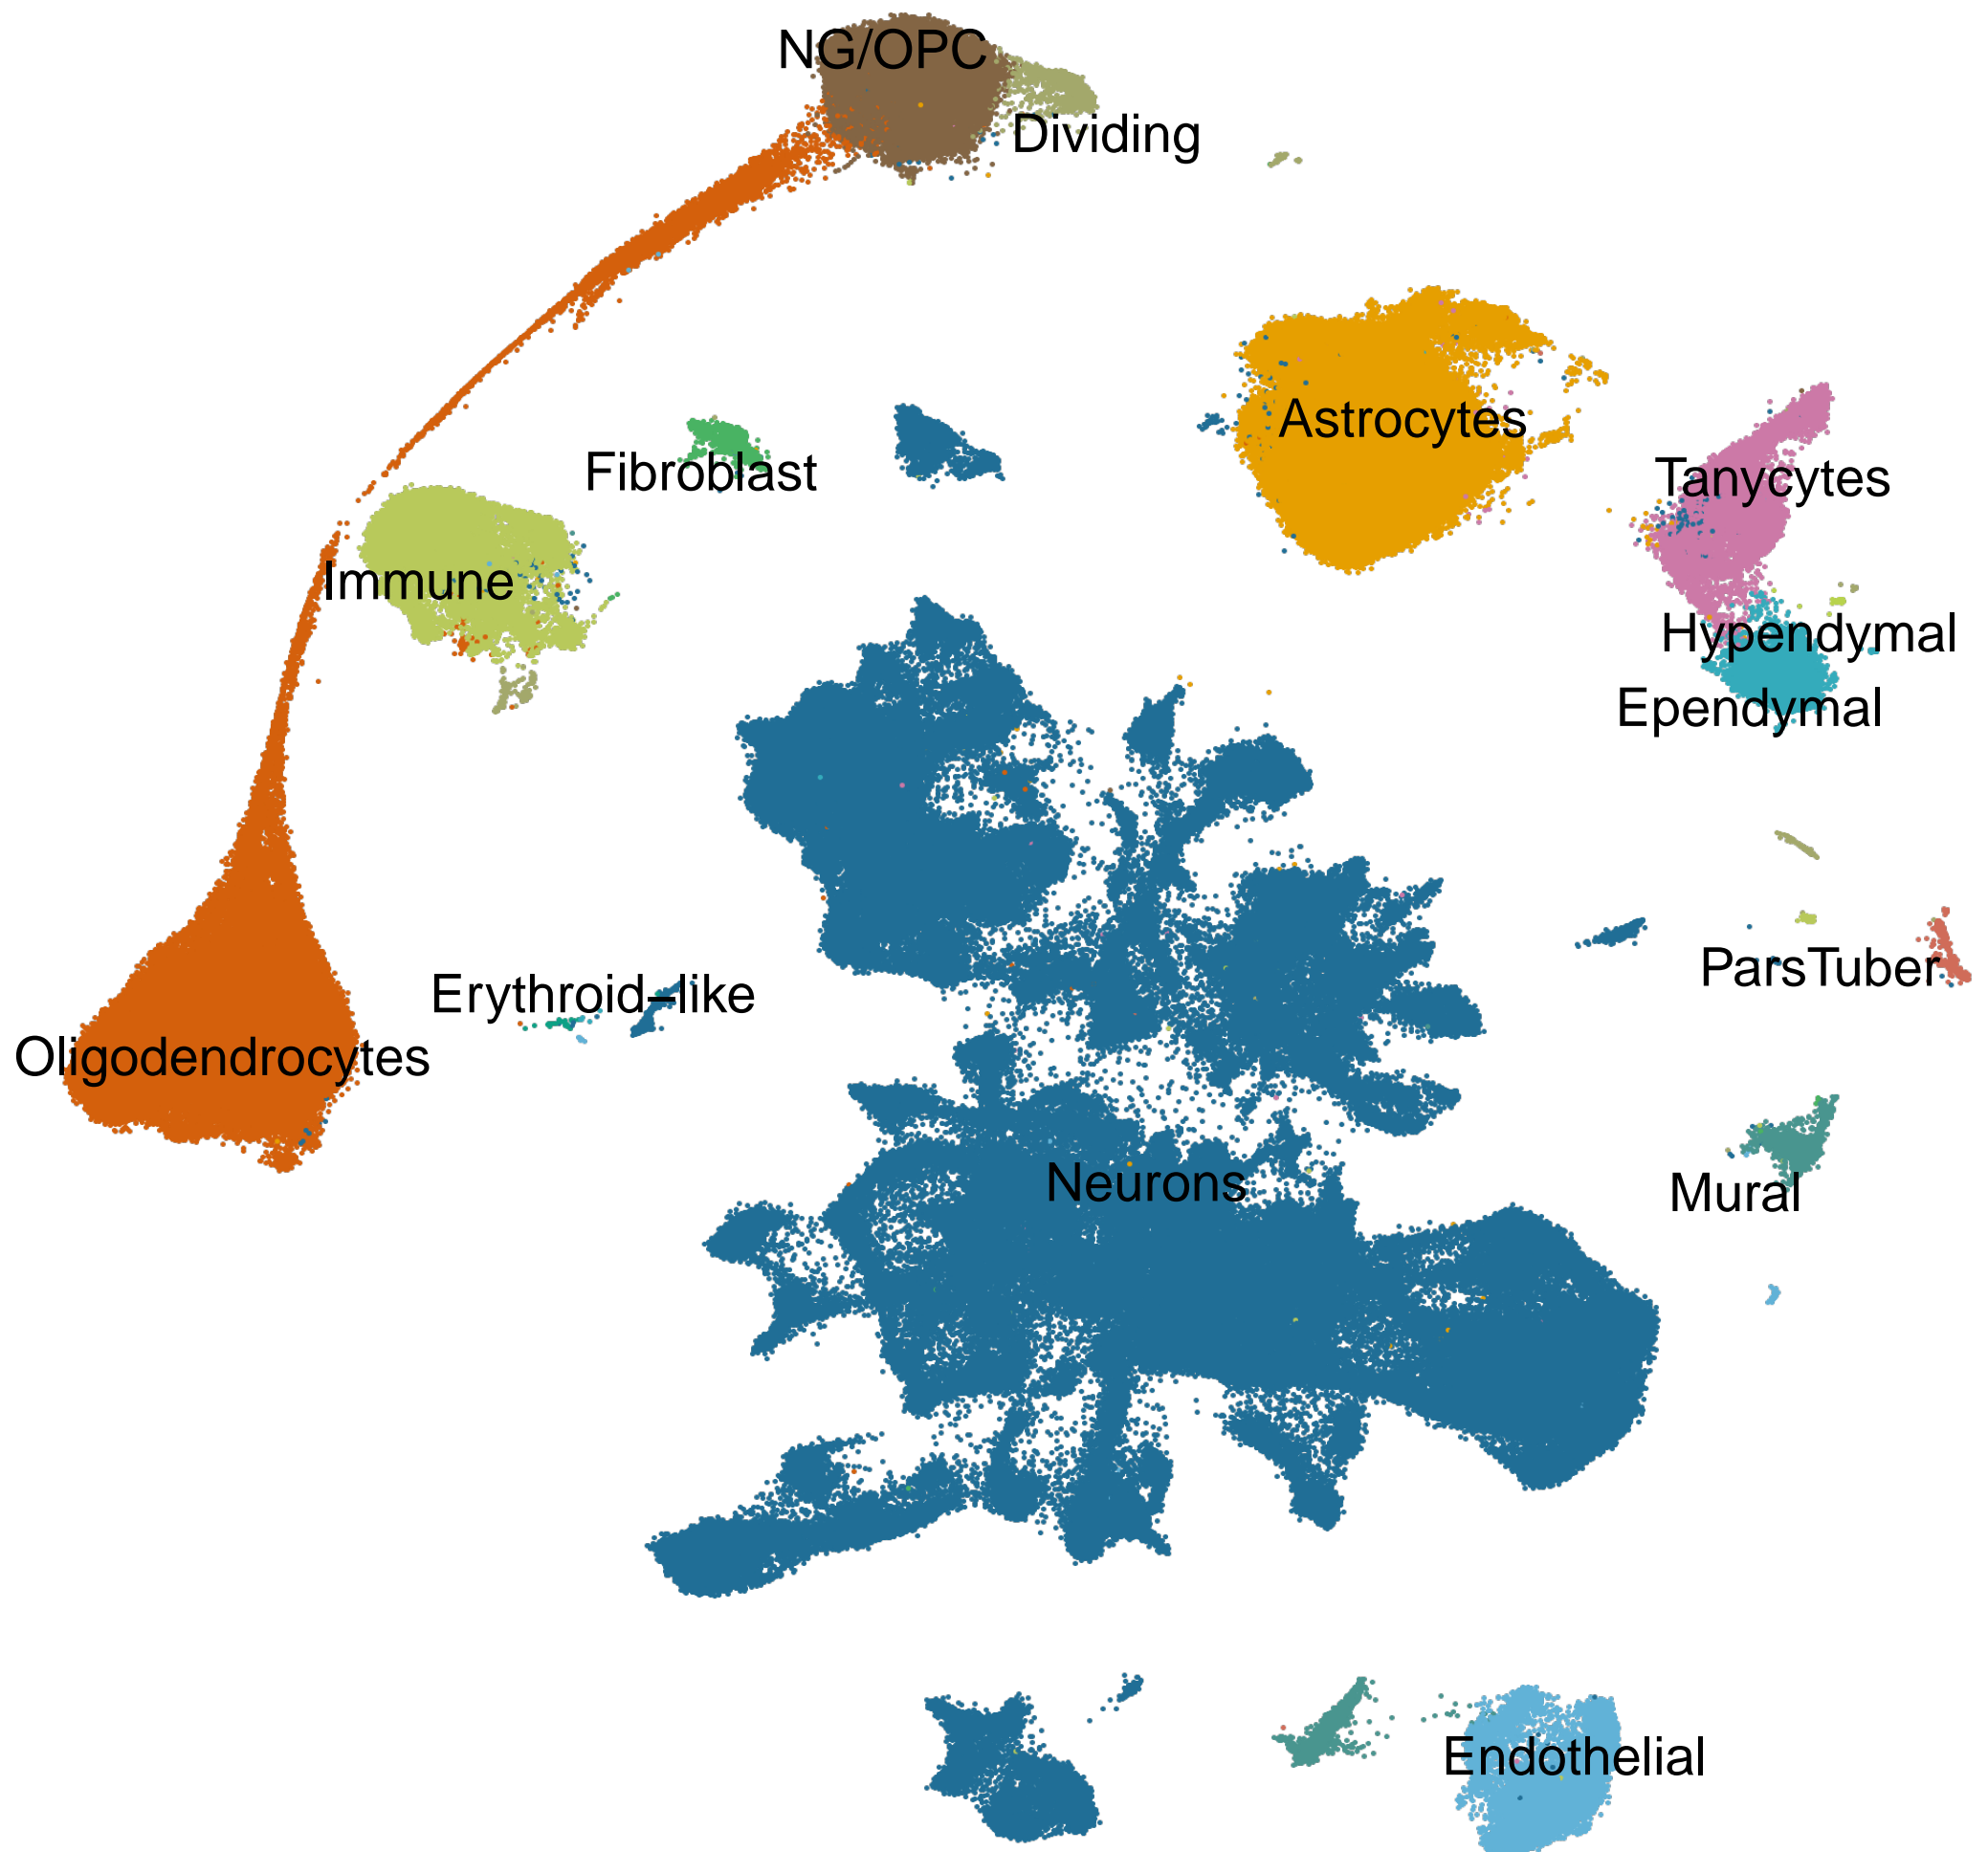 NG/OPC
Dividing
Astrocytes
Fibroblast
Tanycytes
Immune
Hypendymal
Ependymal
ParsTuber
Erythroid–like
Oligodendrocytes
Neurons
Mural
Endothelial